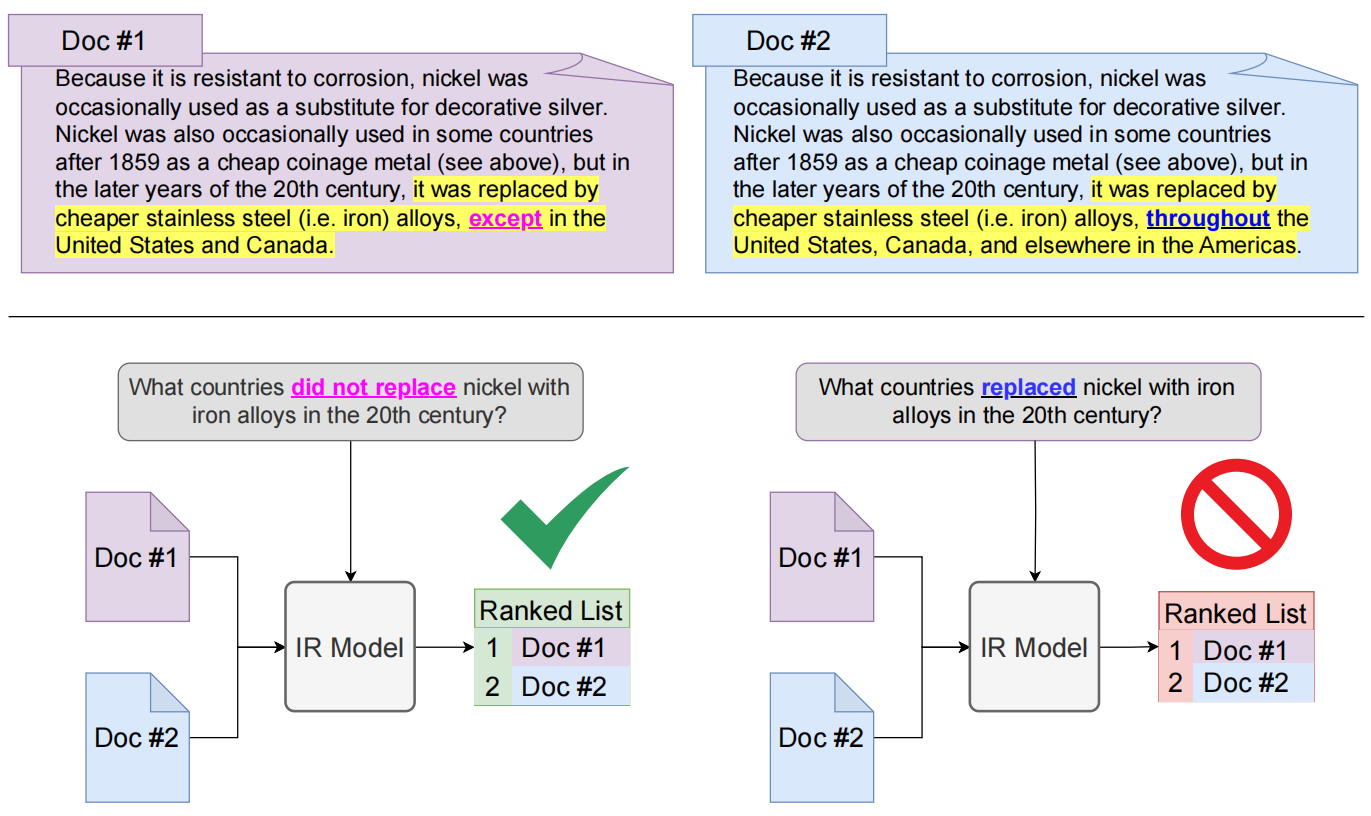 Doc #1
Because it is resistant to corrosion, nickel was
occasionally used as a substitute for decorative silver.
Nickel was also occasionally used in some countries
after 1859 as a cheap coinage metal (see above), but in
the later years of the 20th century, it was replaced by
cheaper stainless steel (i.e. iron) alloys, except in the
United States and Canada.
Doc #2
Because it is resistant to corrosion, nickel was
occasionally used as a substitute for decorative silver.
Nickel was also occasionally used in some countries
after 1859 as a cheap coinage metal (see above), but in
the later years of the 20th century, it was replaced by
cheaper stainless steel (i.e. iron) alloys, throughout the
United States, Canada, and elsewhere in the Americas.
What countries did not replace nickel with
iron alloys in the 20th century?
Doc #1
Doc #2
IR Model
Ranked List
1 Doc #1
2 Doc #2
What countries replaced nickel with iron
alloys in the 20th century?
Doc #1
Doc #2
IR Model
Ranked List
1 Doc #1
2 Doc #2